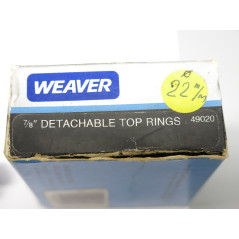 WEAVER
ø
22 m/m
7/8" DETACHABLE TOP RINGS 49020